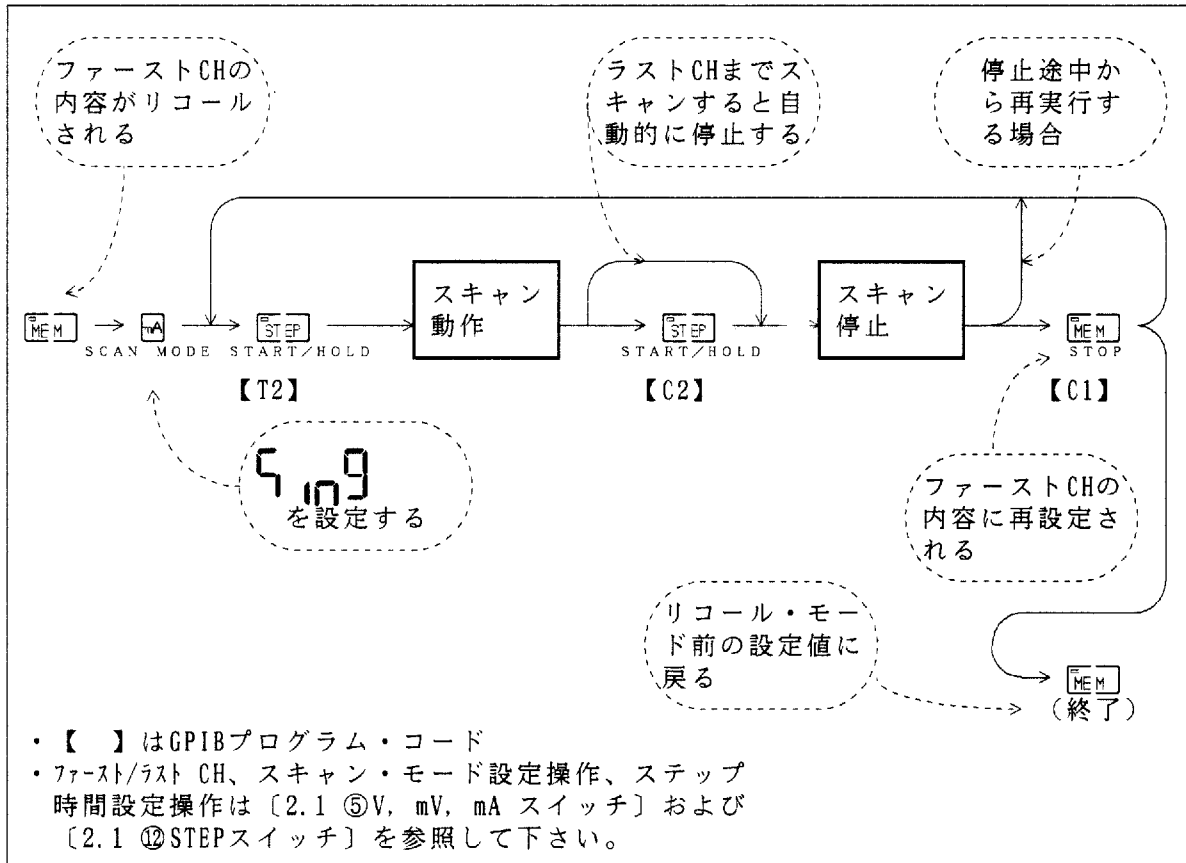 ファーストCHの
内容がリコール
される
ラストCHまでス
キャンすると自
動的に停止する
停止途中か
ら再実行す
る場合
MEM
mA
SCAN MODE
STEP
START/HOLD
【T2】
スキャン
動作
STEP
START/HOLD
【C2】
スキャン
停止
MEM
STOP
【C1】
Sing
を設定する
ファーストCHの
内容に再設定さ
れる
リコール・モー
ド前の設定値に
戻る
MEM
(終了)
・【　】はGPIBプログラム・コード
・ファースト/ラスト CH、スキャン・モード設定操作、ステップ
時間設定操作は〔2.1 ⑤V, mV, mA スイッチ〕および
〔2.1 ⑫STEPスイッチ〕を参照して下さい。